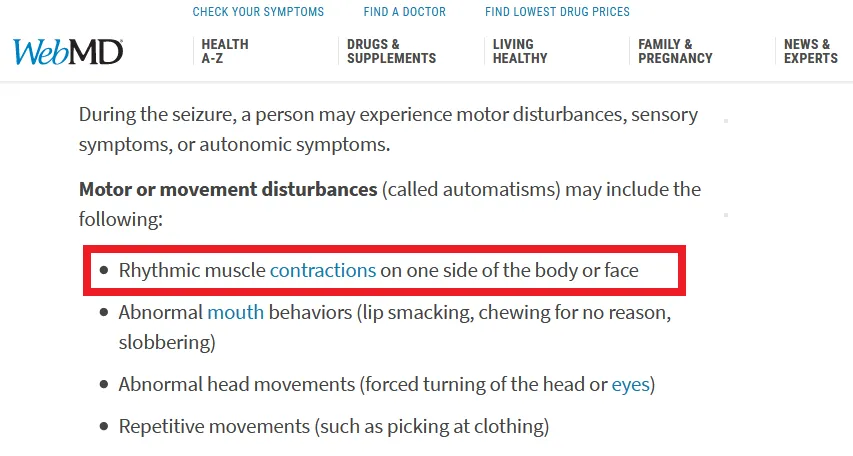 CHECK YOUR SYMPTOMS FIND A DOCTOR FIND LOWEST DRUG PRICES
WebMD
HEALTH
A-Z
DRUGS &
SUPPLEMENTS
LIVING
HEALTHY
FAMILY &
PREGNANCY
NEWS &
EXPERTS
During the seizure, a person may experience motor disturbances, sensory
symptoms, or autonomic symptoms.
Motor or movement disturbances (called automatisms) may include the
following:
• Rhythmic muscle contractions on one side of the body or face
• Abnormal mouth behaviors (lip smacking, chewing for no reason,
slobbering)
• Abnormal head movements (forced turning of the head or eyes)
• Repetitive movements (such as picking at clothing)